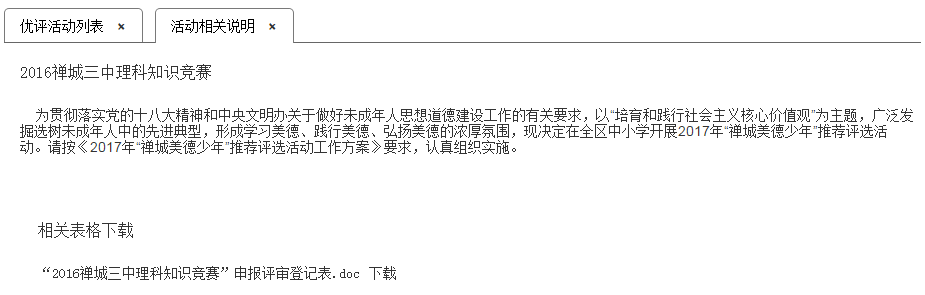 优评活动列表 × 活动相关说明 ×
2016禅城三中理科知识竞赛
为贯彻落实党的十八大精神和中央文明办关于做好未成年人思想道德建设工作的有关要求，以“培育和践行社会主义核心价值观”为主题，广泛发
掘选树未成年人中的先进典型，形成学习美德、践行美德、弘扬美德的浓厚氛围，现决定在全区中小学开展2017年“禅城美德少年”推荐评选活
动。请按《2017年“禅城美德少年”推荐评选活动工作方案》要求，认真组织实施。
相关表格下载
“2016禅城三中理科知识竞赛”申报评审登记表.doc 下载